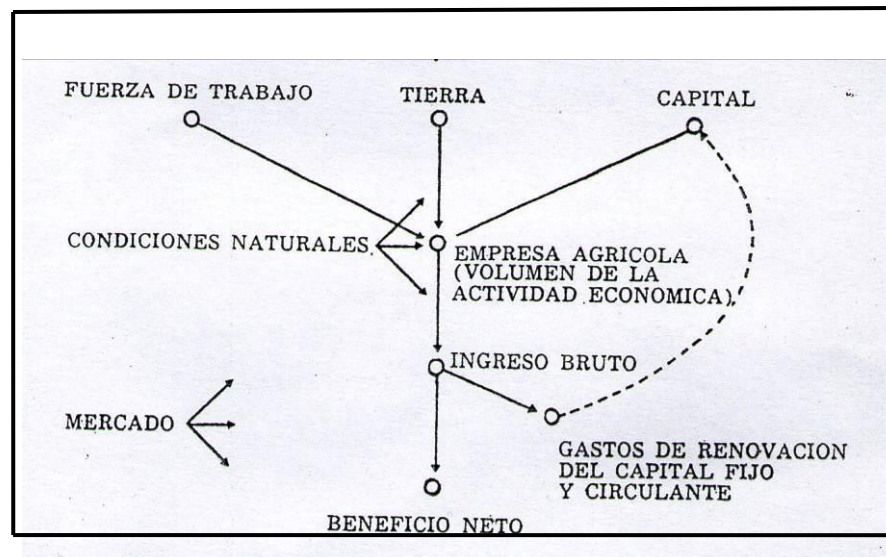 FUERZA DE TRABAJO
TIERRA
CAPITAL
CONDICIONES NATURALES
EMPRESA AGRICOLA
(VOLUMEN DE LA
ACTIVIDAD ECONOMICA)
INGRESO BRUTO
MERCADO
GASTOS DE RENOVACION
DEL CAPITAL FIJO
Y CIRCULANTE
BENEFICIO NETO